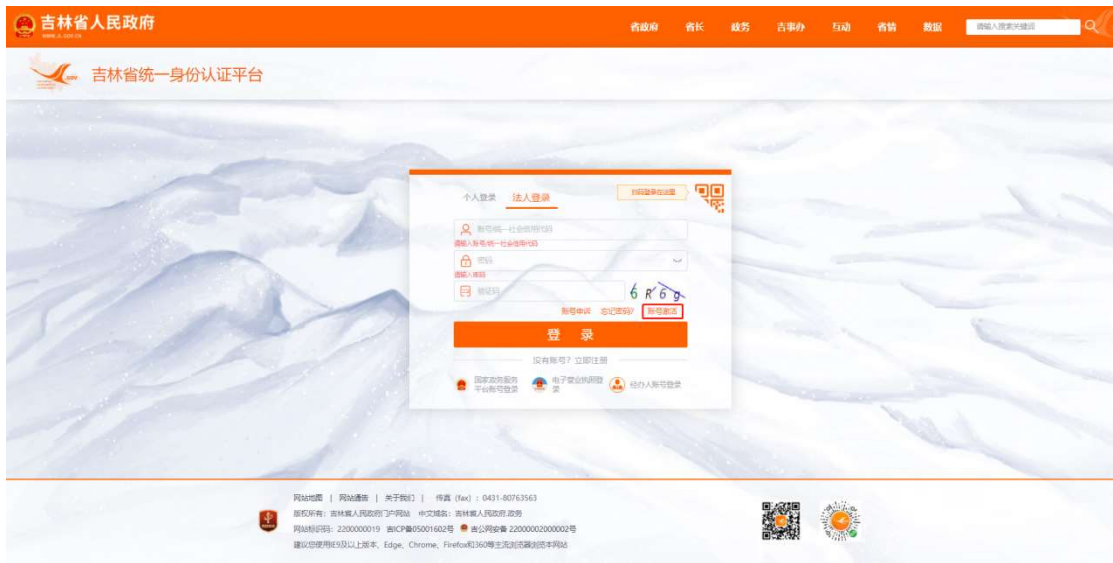 吉林省人民政府
WWW.JL.GOV.CN
省政府 省长 政务 吉事办 互动 省情 数据 请输入搜索关键词
吉林省统一身份认证平台
个人登录 法人登录 扫码登录在这里
账号/统一社会信用代码
请输入账号/统一社会信用代码
密码
请输入密码
验证码 6 R 6 g
账号申诉 忘记密码? 账号激活
登 录
没有账号? 立即注册
国家政务服务
平台账号登录
电子营业执照登
录
经办人账号登录
网站地图 | 网站通告 | 关于我们 | 传真 (fax) : 0431-80763563
版权所有: 吉林省人民政府门户网站 中文域名: 吉林省人民政府.政务
网站标识码: 2200000019 吉ICP备05001602号 吉公网安备 22000002000002号
建议您使用IE9及以上版本、Edge、Chrome、Firefox和360等主流浏览器浏览本网站